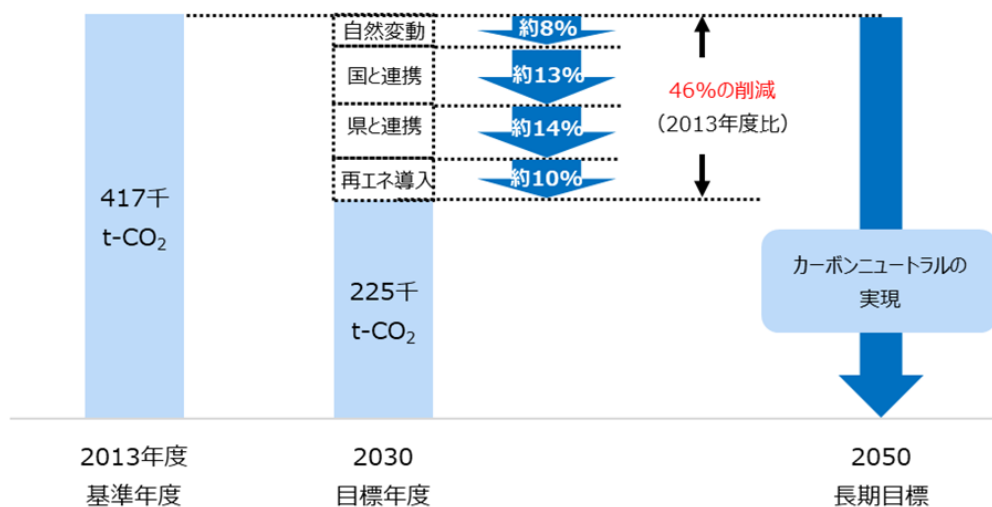 自然変動
約8%
国と連携
約13%
46%の削減
(2013年度比)
県と連携
約14%
再エネ導入
約10%
417千
t-CO₂
225千
t-CO₂
カーボンニュートラルの
実現
2013年度
基準年度
2030
目標年度
2050
長期目標